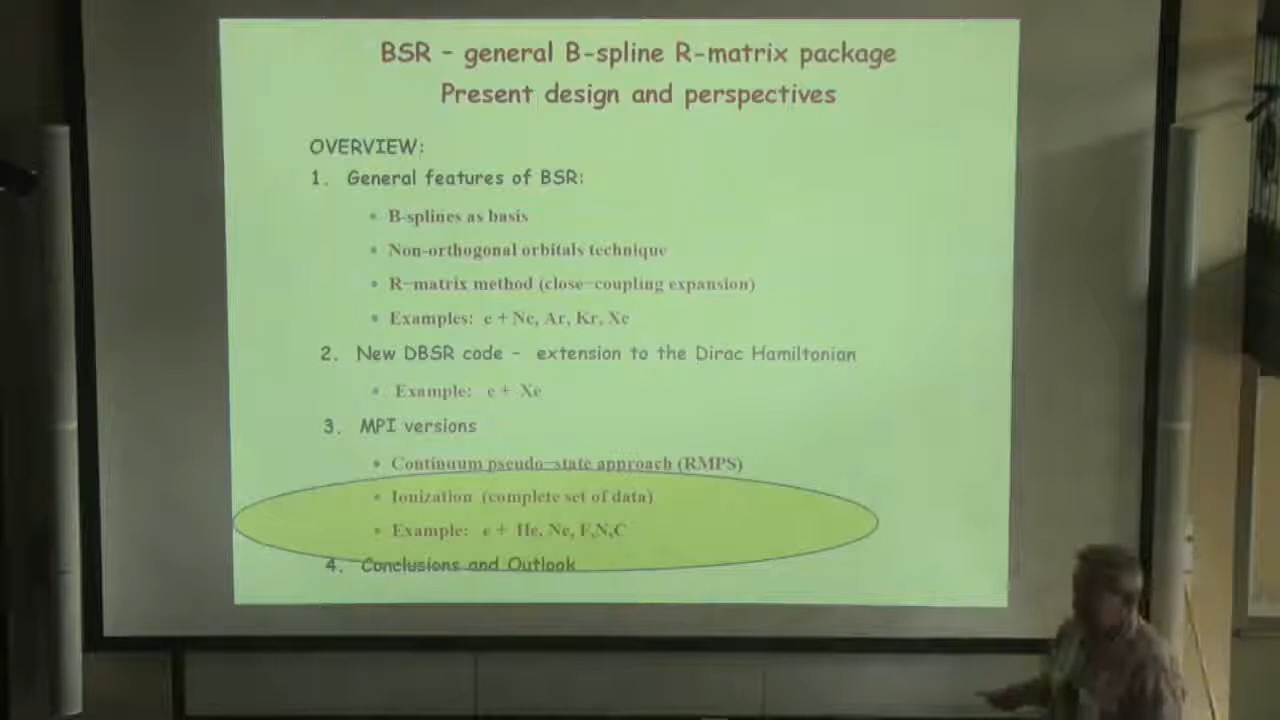 BSR - general B-spline R-matrix package
Present design and perspectives
OVERVIEW:
1. General features of BSR:
• B-splines as basis
• Non-orthogonal orbitals technique
• R-matrix method (close-coupling expansion)
• Examples: e + Ne, Ar, Kr, Xe
2. New DBSR code - extension to the Dirac Hamiltonian
• Example: e + Xe
3. MPI versions
• Continuum pseudo-state approach (RMPS)
• Ionization (complete set of data)
• Example: e + He, Ne, F,N,C
4. Conclusions and Outlook